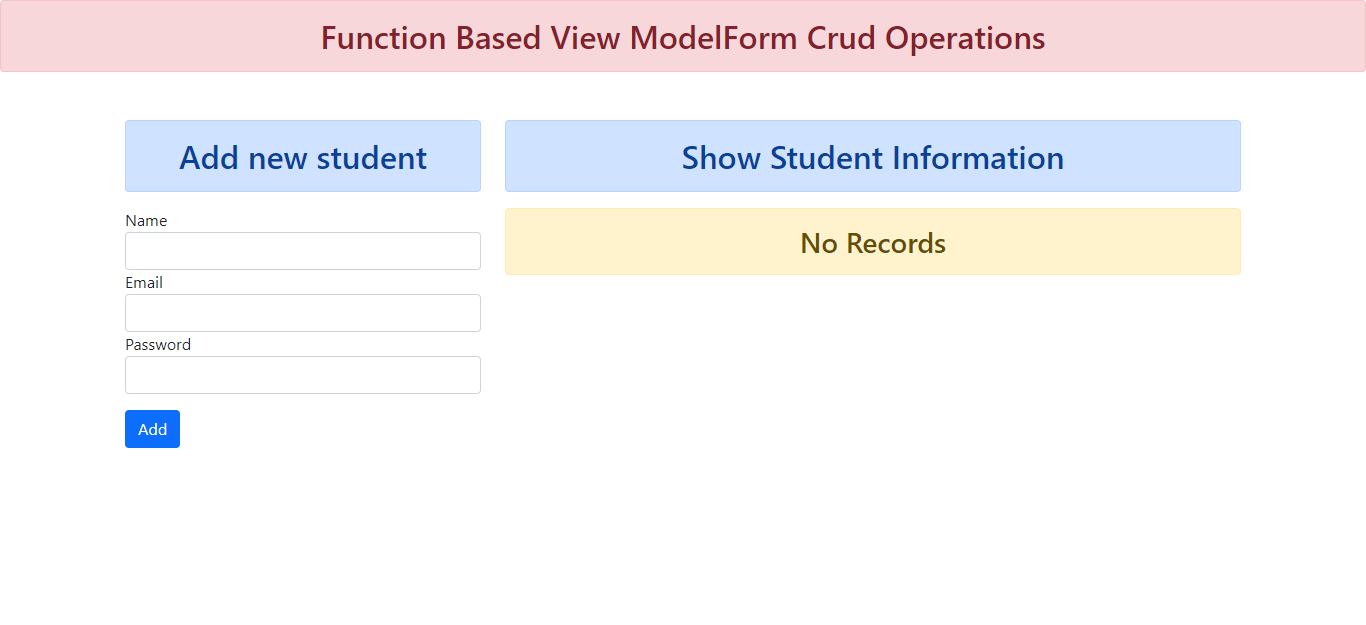 Function Based View ModelForm Crud Operations
Add new student
Name
Email
Password
Add
Show Student Information
No Records